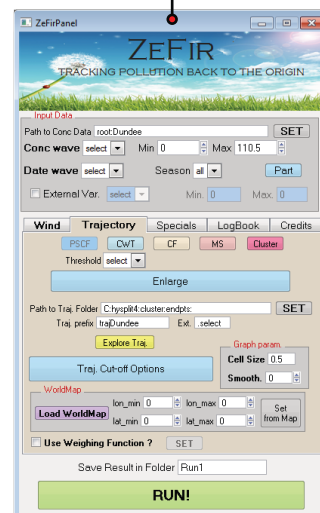 ZeFirPanel
ZEFIR
TRACKING POLLUTION BACK TO THE ORIGIN
Input Data
Path to Conc Data root:Dundee SET
Conc wave select Min 0 Max 110.5
Date wave select Season all Part
External Var. select Min. 0 Max. 0
Wind Trajectory Specials LogBook Credits
PSCF CWT CF MS Cluster
Threshold select
Enlarge
Path to Traj. Folder C:hysplit4:cluster:endpts: SET
Traj. prefix trajDundee Ext. .select
Explore Traj.
Graph param.
Cell Size 0.5
Traj. Cut-off Options
Smooth. 0
WorldMap
Load WorldMap lon_min 0 lon_max 0 Set from Map
lat_min 0 lat_max 0
Use Weighing Function ? SET
Save Result in Folder Run1
RUN!